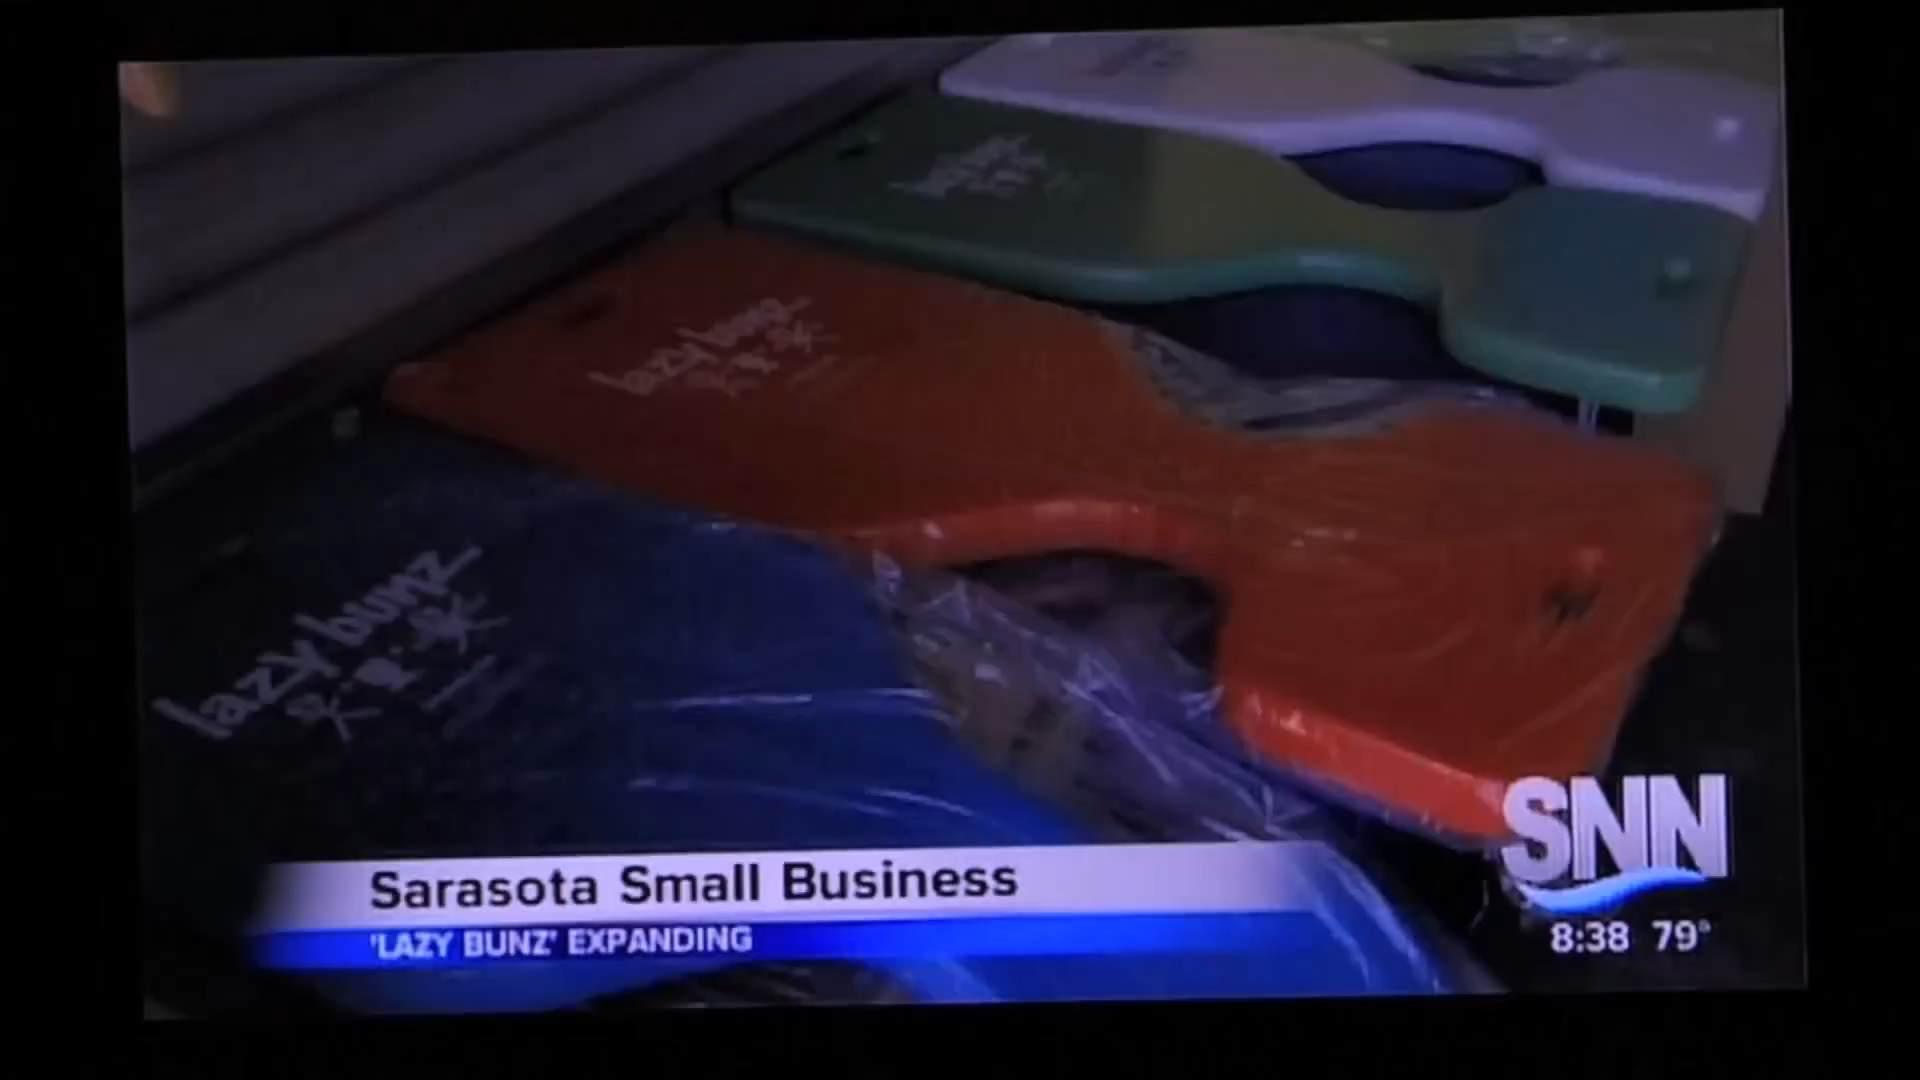 lazy bunz
lazy bunz
SNN
Sarasota Small Business
'LAZY BUNZ' EXPANDING
8:38 79°